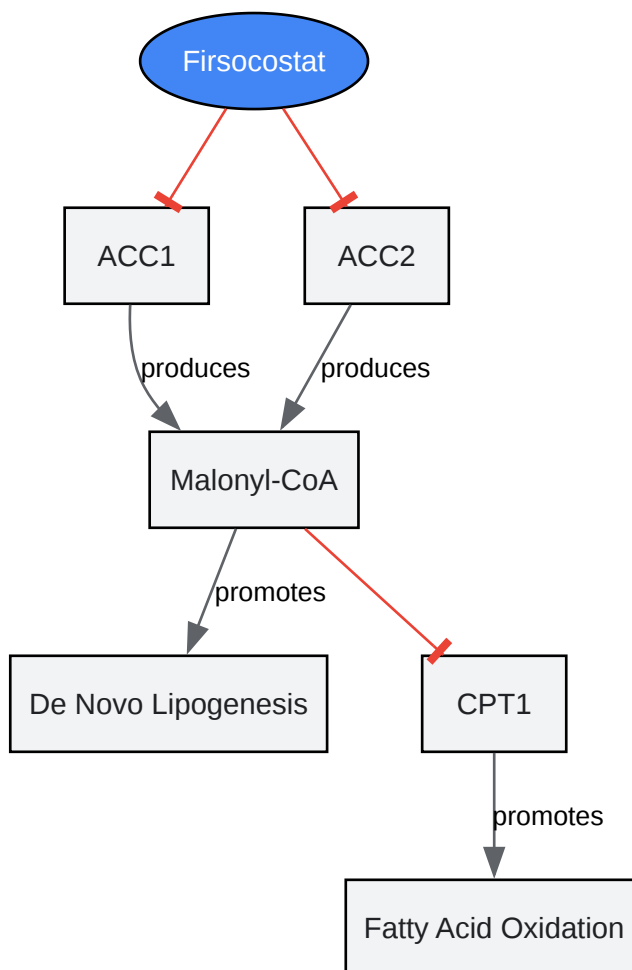 Firsocostat
ACC1
ACC2
produces
produces
Malonyl-CoA
promotes
De Novo Lipogenesis
CPT1
promotes
Fatty Acid Oxidation